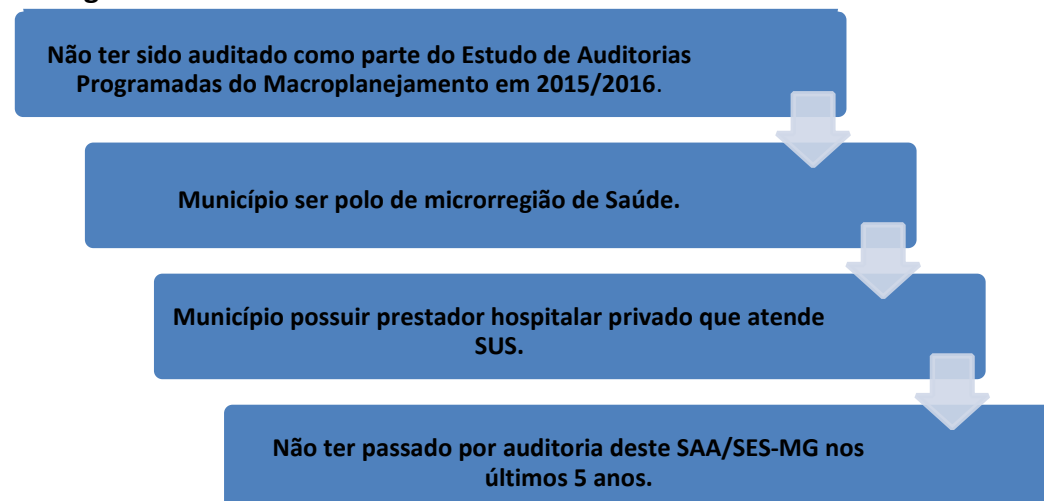 Não ter sido auditado como parte do Estudo de Auditorias
Programadas do Macroplanejamento em 2015/2016.
Município ser polo de microrregião de Saúde.
Município possuir prestador hospitalar privado que atende
SUS.
Não ter passado por auditoria deste SAA/SES-MG nos
últimos 5 anos.